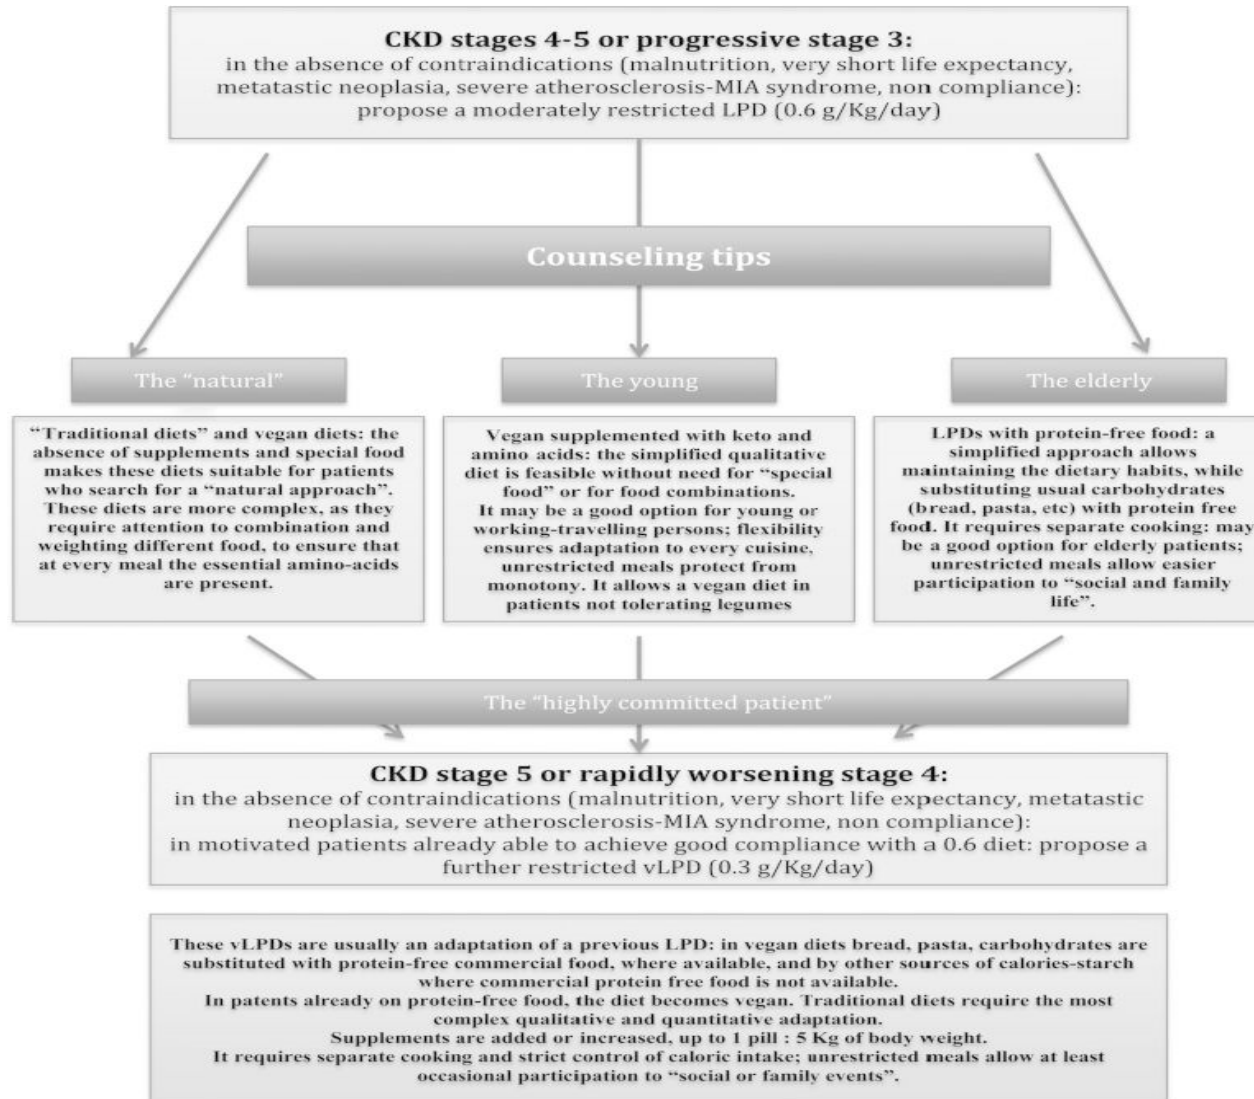 CKD stages 4-5 or progressive stage 3:
in the absence of contraindications (malnutrition, very short life expectancy,
metatastic neoplasia, severe atherosclerosis-MIA syndrome, non compliance):
propose a moderately restricted LPD (0.6 g/Kg/day)
Counseling tips
The “natural”
“Traditional diets” and vegan diets: the
absence of supplements and special food
makes these diets suitable for patients
who search for a “natural approach”.
These diets are more complex, as they
require attention to combination and
weighting different food, to ensure that
at every meal the essential amino-acids
are present.
The young
Vegan supplemented with keto and
amino acids: the simplified qualitative
diet is feasible without need for “special
food” or for food combinations.
It may be a good option for young or
working-travelling persons; flexibility
ensures adaptation to every cuisine,
unrestricted meals protect from
monotony. It allows a vegan diet in
patients not tolerating legumes
The elderly
LPDs with protein-free food: a
simplified approach allows
maintaining the dietary habits, while
substituting usual carbohydrates
(bread, pasta, etc) with protein free
food. It requires separate cooking: may
be a good option for elderly patients;
unrestricted meals allow easier
participation to “social and family
life”.
The “highly committed patient”
CKD stage 5 or rapidly worsening stage 4:
in the absence of contraindications (malnutrition, very short life expectancy, metatastic
neoplasia, severe atherosclerosis-MIA syndrome, non compliance):
in motivated patients already able to achieve good compliance with a 0.6 diet: propose a
further restricted vLPD (0.3 g/Kg/day)
These vLPDs are usually an adaptation of a previous LPD: in vegan diets bread, pasta, carbohydrates are
substituted with protein-free commercial food, where available, and by other sources of calories-starch
where commercial protein free food is not available.
In patents already on protein-free food, the diet becomes vegan. Traditional diets require the most
complex qualitative and quantitative adaptation.
Supplements are added or increased, up to 1 pill : 5 Kg of body weight.
It requires separate cooking and strict control of caloric intake; unrestricted meals allow at least
occasional participation to “social or family events”.